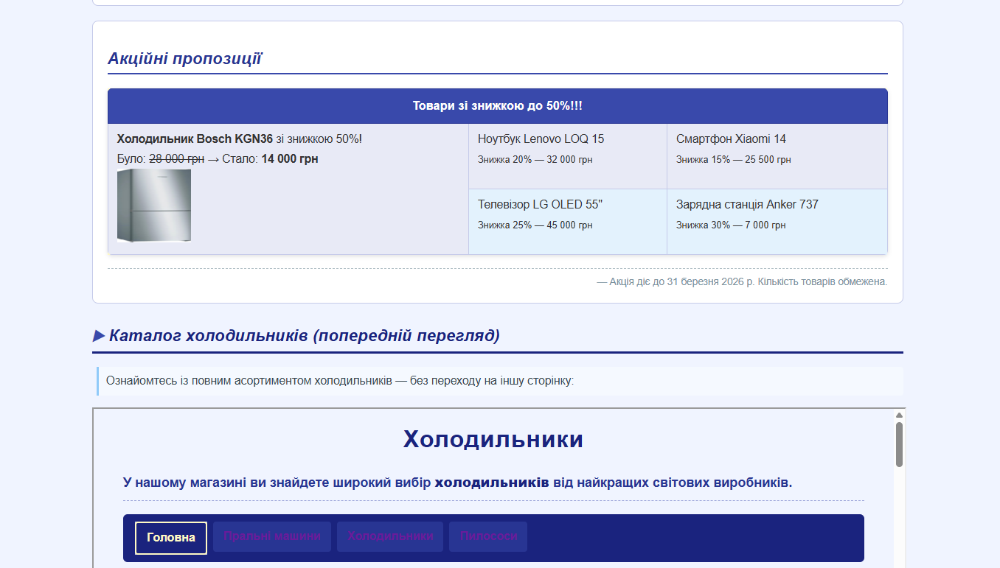 Акційні пропозиції
Товари зі знижкою до 50%!!!
Холодильник Bosch KGN36 зі знижкою 50%!
Було: 28 000 грн → Стало: 14 000 грн
Ноутбук Lenovo LOQ 15
Знижка 20% — 32 000 грн
Смартфон Xiaomi 14
Знижка 15% — 25 500 грн
Телевізор LG OLED 55"
Знижка 25% — 45 000 грн
Зарядна станція Anker 737
Знижка 30% — 7 000 грн
— Акція діє до 31 березня 2026 р. Кількість товарів обмежена.
▶ Каталог холодильників (попередній перегляд)
Ознайомтесь із повним асортиментом холодильників — без переходу на іншу сторінку:
Холодильники
У нашому магазині ви знайдете широкий вибір холодильників від найкращих світових виробників.
Головна Пральні машини Холодильники Пилососи